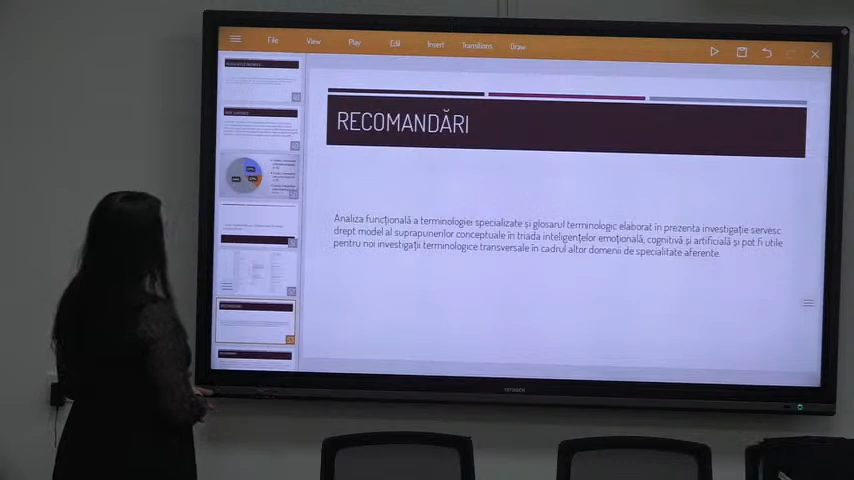 File View Play Edit Insert Transitions Draw
RECOMANDĂRI
Analiza funcțională a terminologiei specializate și glosarul terminologic elaborat în prezenta investigație servesc
drept model al suprapunerilor conceptuale în triada inteligențelor emoțională, cognitivă și artificială și pot fi utile
pentru noi investigații terminologice transversale în cadrul altor domenii de specialitate aferente.